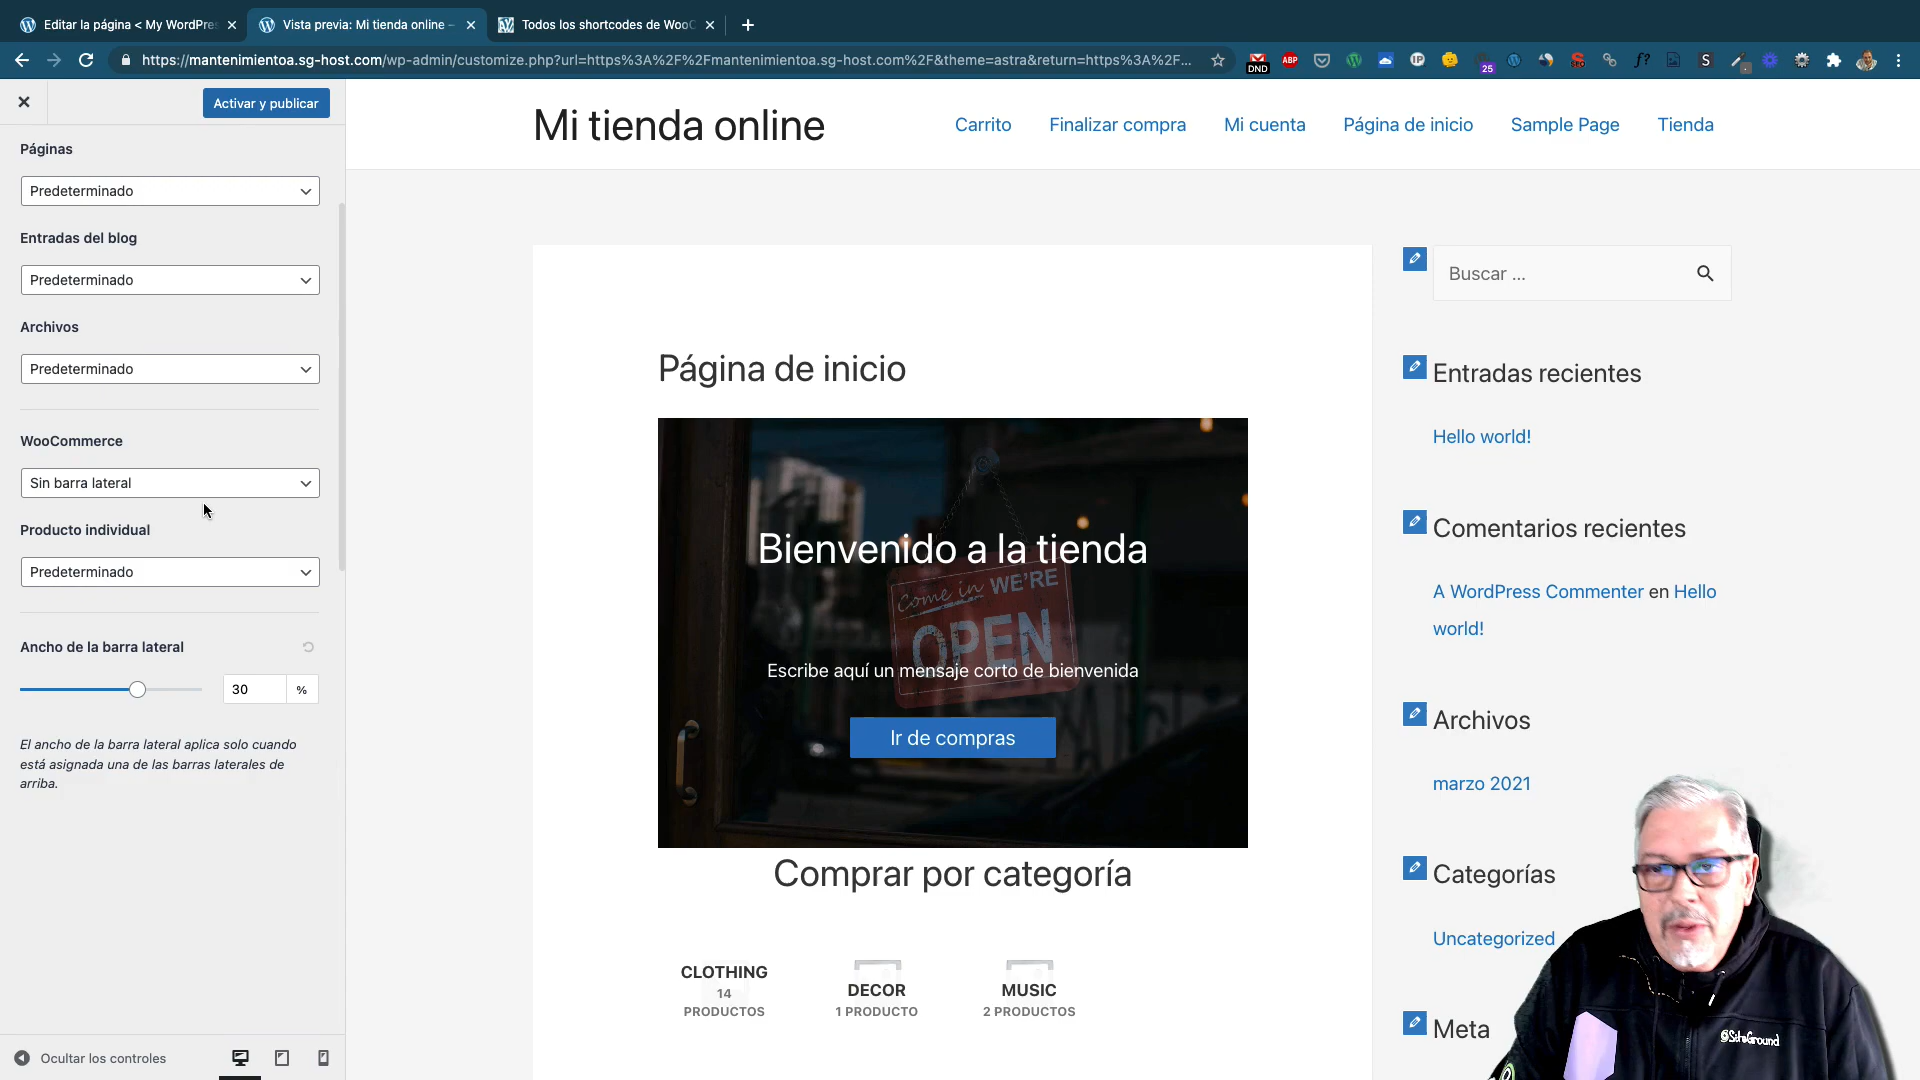 Editar la página < My WordPre
Vista previa: Mi tienda online –
Todos los shortcodes de WooC
https://mantenimientoa.sg-host.com/wp-admin/customize.php?url=https%3A%2F%2Fmantenimientoa.sg-host.com%2F&theme=astra&return=https%3A%2F...
DND
ABP
25
Activar y publicar
Páginas
Predeterminado
Entradas del blog
Predeterminado
Archivos
Predeterminado
WooCommerce
Sin barra lateral
Producto individual
Predeterminado
Ancho de la barra lateral
30 %
El ancho de la barra lateral aplica solo cuando
está asignada una de las barras laterales de
arriba.
Ocultar los controles
Mi tienda online
Carrito
Finalizar compra
Mi cuenta
Página de inicio
Sample Page
Tienda
Página de inicio
Come in WE'RE
OPEN
Bienvenido a la tienda
Escribe aquí un mensaje corto de bienvenida
Ir de compras
Comprar por categoría
CLOTHING
14
PRODUCTOS
DECOR
1 PRODUCTO
MUSIC
2 PRODUCTOS
Buscar ...
Entradas recientes
Hello world!
Comentarios recientes
A WordPress Commenter en Hello
world!
Archivos
marzo 2021
Categorías
Uncategorized
Meta
SiteGround